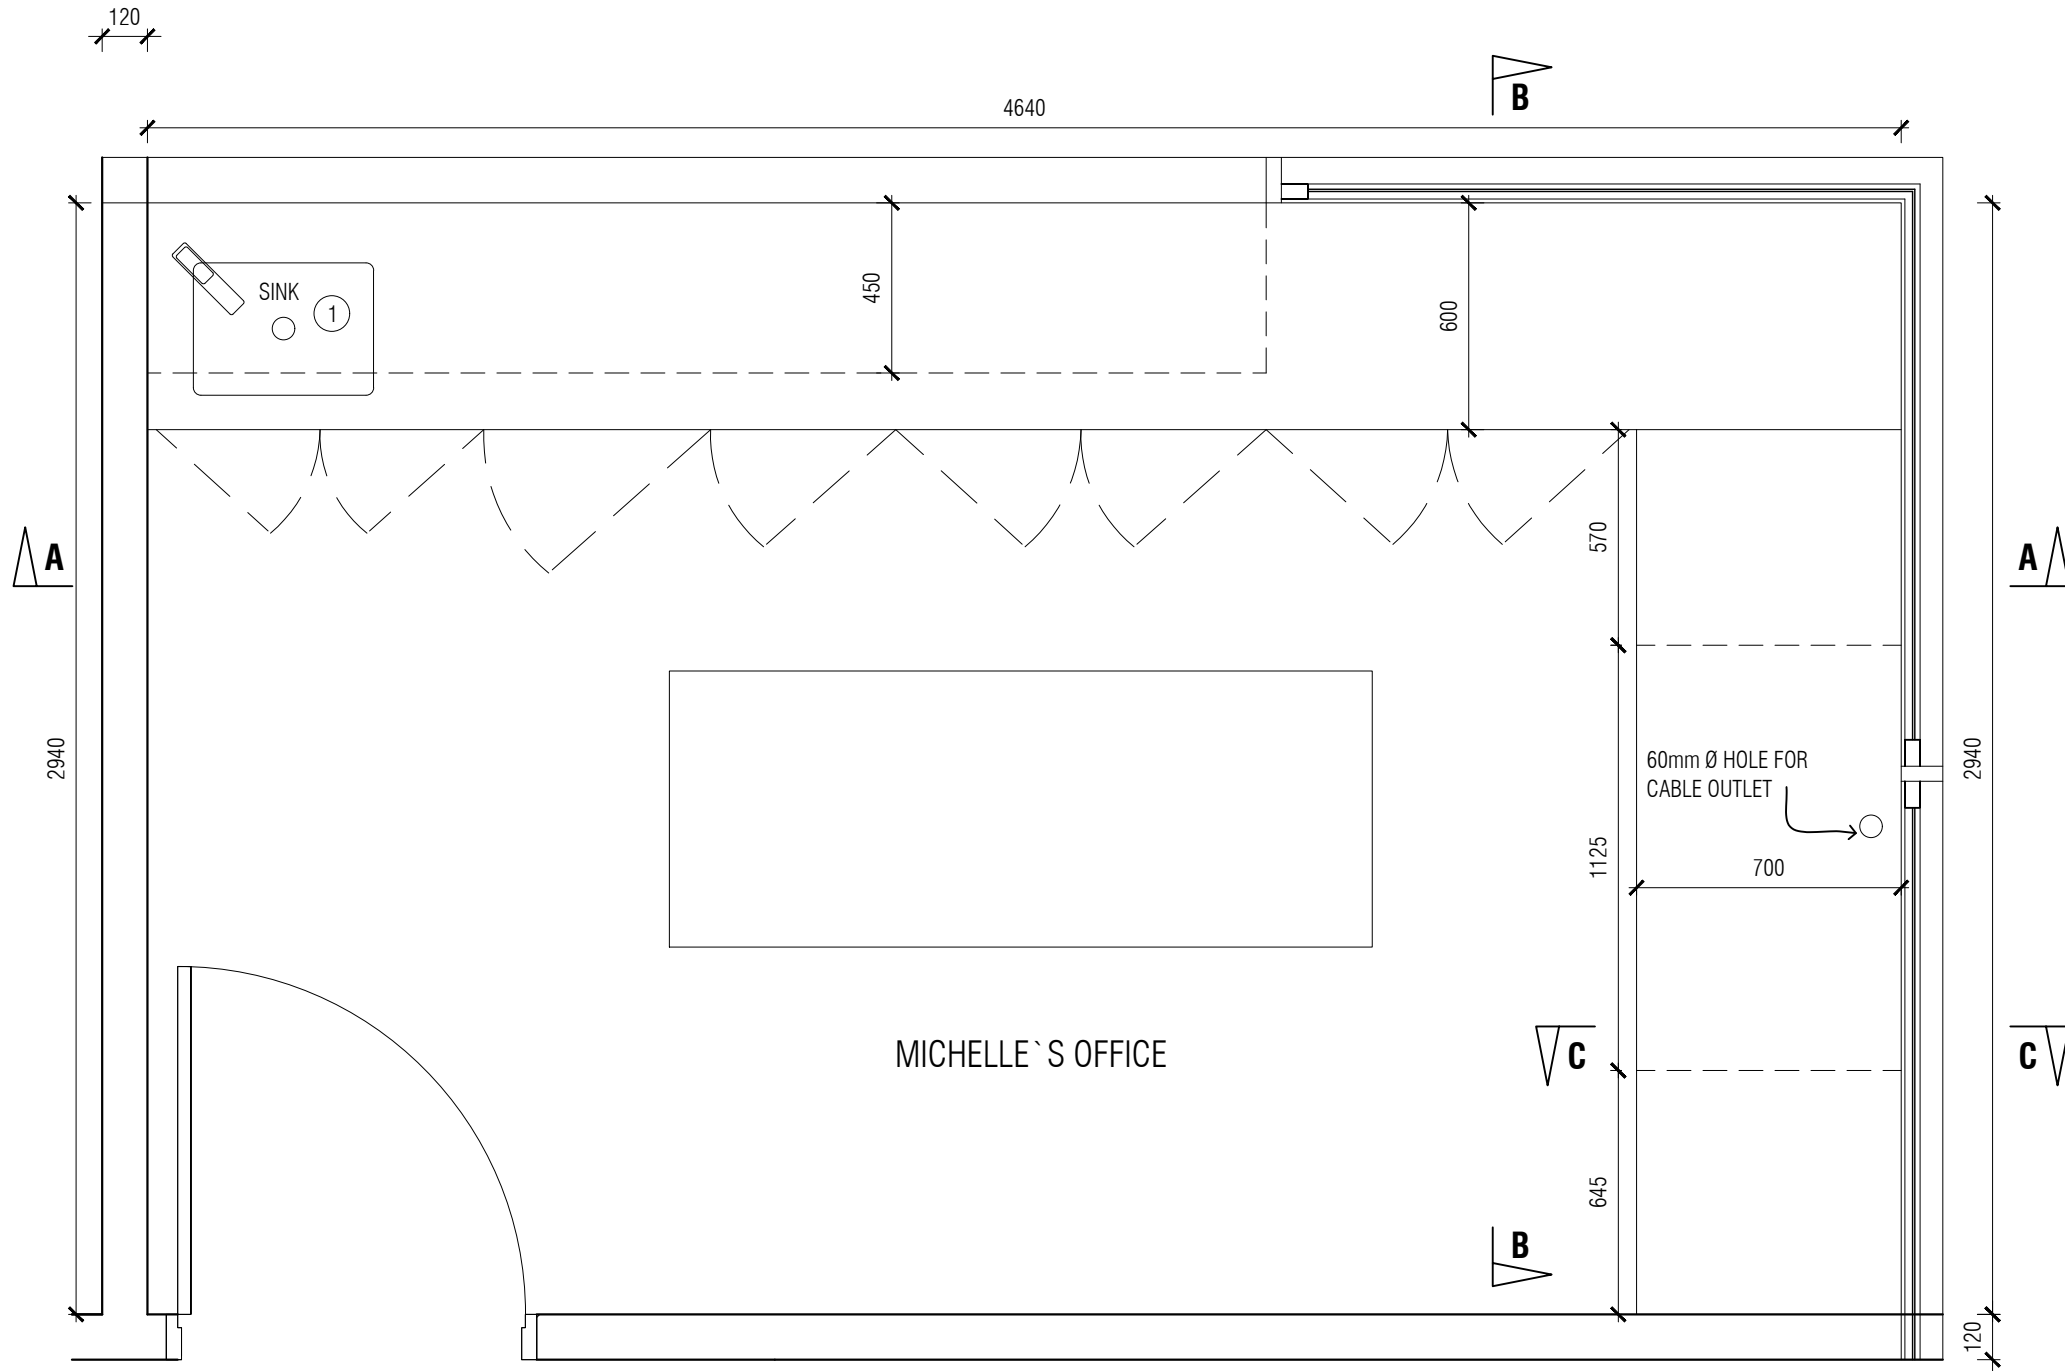 120
B
4640
SINK
1
450
600
A
570
A
2940
60mm Ø HOLE FOR
CABLE OUTLET
2940
1125
700
MICHELLE`S OFFICE
C
C
645
B
120